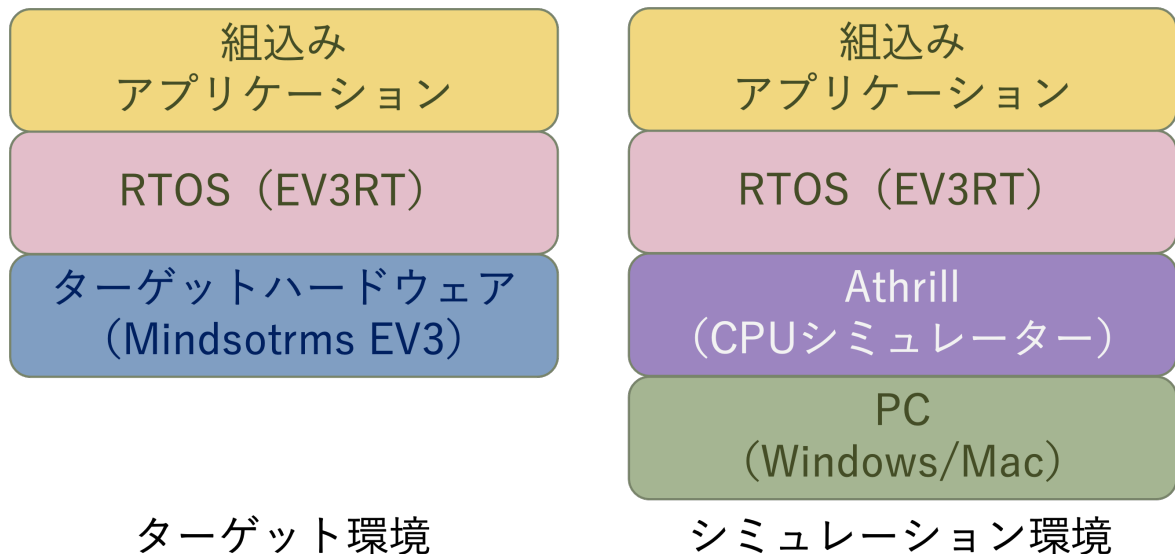 組込み
アプリケーション
RTOS（EV3RT）
ターゲットハードウェア
（Mindsotrms EV3）
ターゲット環境
組込み
アプリケーション
RTOS（EV3RT）
Athrill
（CPUシミュレーター）
PC
（Windows/Mac）
シミュレーション環境